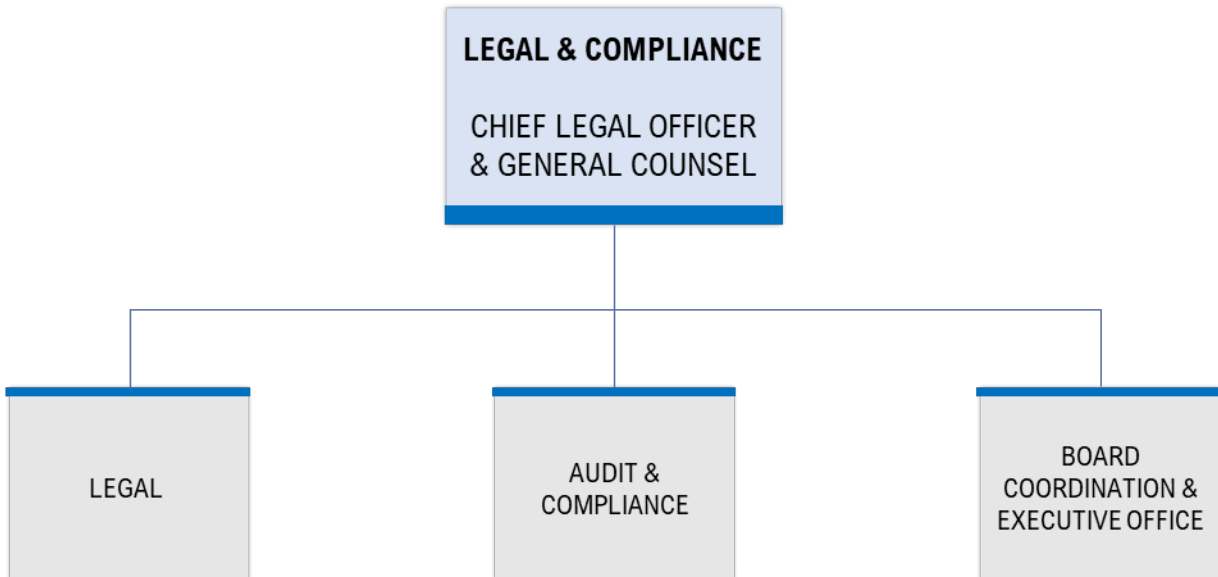 LEGAL & COMPLIANCE
CHIEF LEGAL OFFICER
& GENERAL COUNSEL
LEGAL
AUDIT &
COMPLIANCE
BOARD
COORDINATION &
EXECUTIVE OFFICE